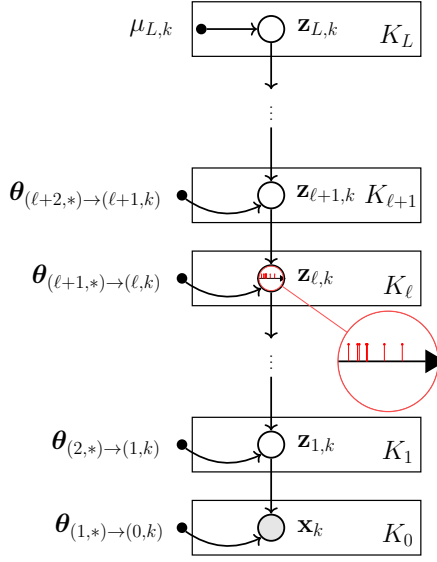 μ_{L,k} z_{L,k} K_L
⋮
θ_{(ℓ+2,*)→(ℓ+1,k)} z_{ℓ+1,k} K_{ℓ+1}
θ_{(ℓ+1,*)→(ℓ,k)} z_{ℓ,k} K_ℓ
⋮
θ_{(2,*)→(1,k)} z_{1,k} K_1
θ_{(1,*)→(0,k)} x_k K_0